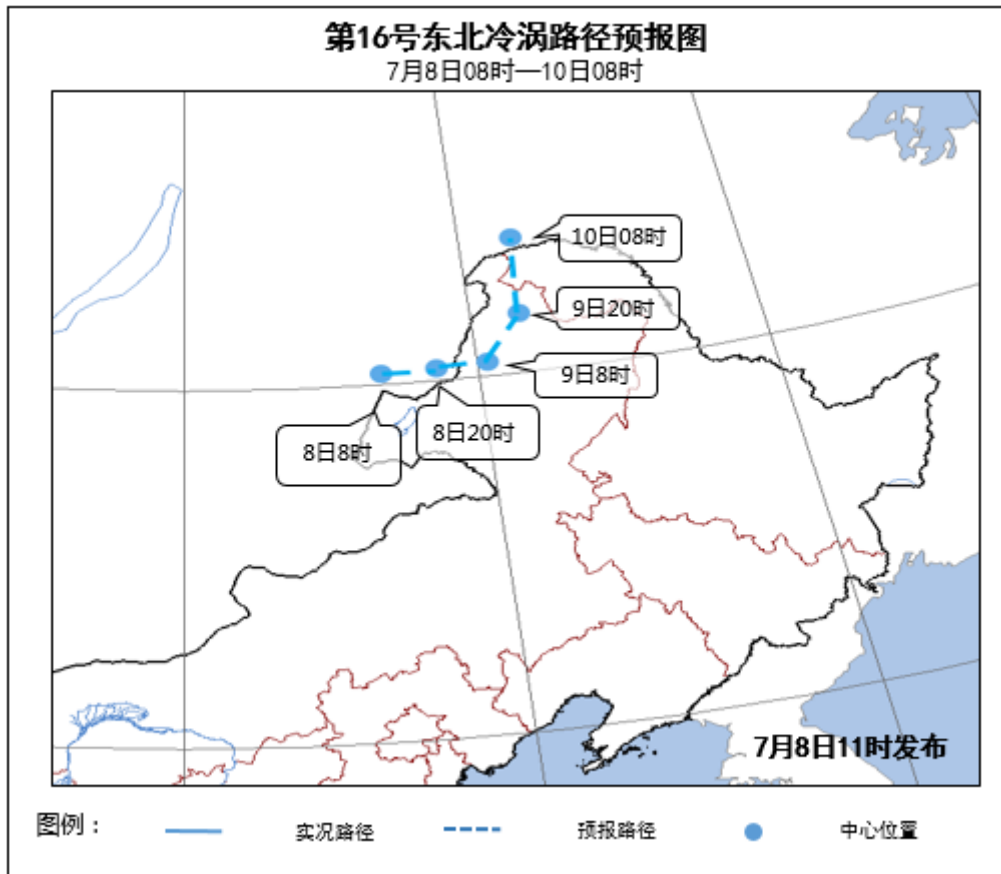 第16号东北冷涡路径预报图
7月8日08时—10日08时
10日08时
9日20时
9日8时
8日20时
8日8时
7月8日11时发布
图例：
实况路径
预报路径
中心位置